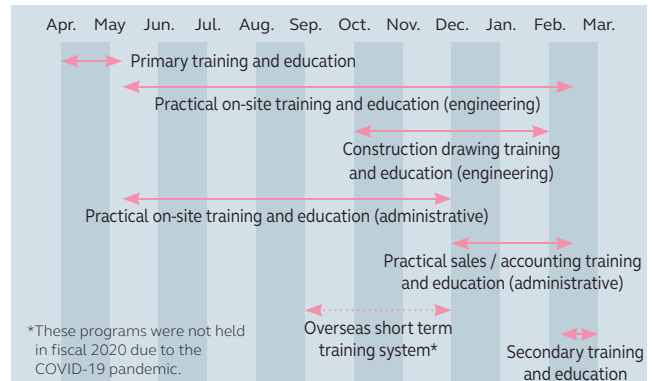 Apr. May Jun. Jul. Aug. Sep. Oct. Nov. Dec. Jan. Feb. Mar.
Primary training and education
Practical on-site training and education (engineering)
Construction drawing training
and education (engineering)
Practical on-site training and education (administrative)
Practical sales / accounting training
and education (administrative)
Overseas short term
training system*
*These programs were not held
in fiscal 2020 due to the
COVID-19 pandemic.
Secondary training
and education